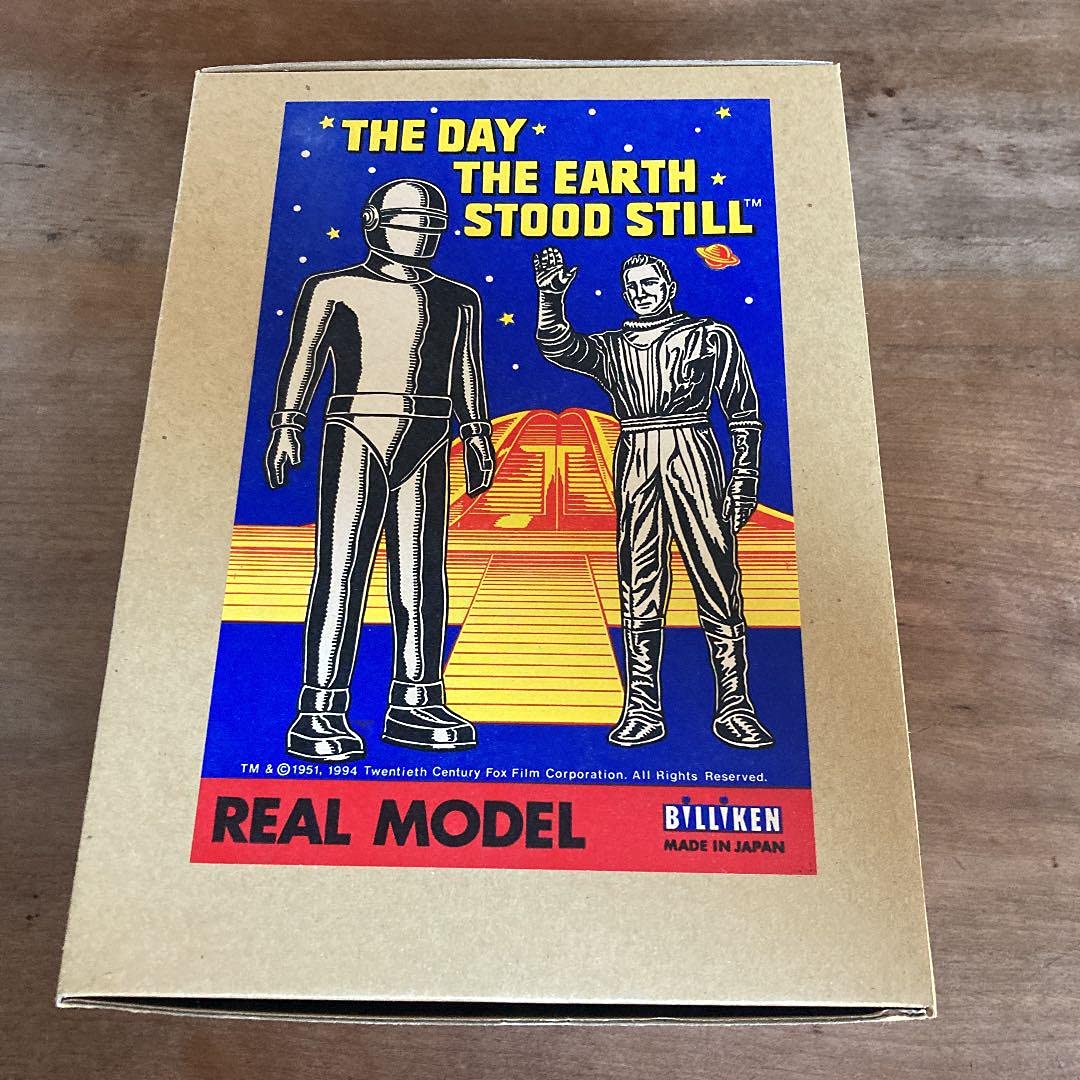 THE DAY
THE EARTH
STOOD STILL™
TM & ©1951, 1994 Twentieth Century Fox Film Corporation. All Rights Reserved.
REAL MODEL
BILLIKEN
MADE IN JAPAN